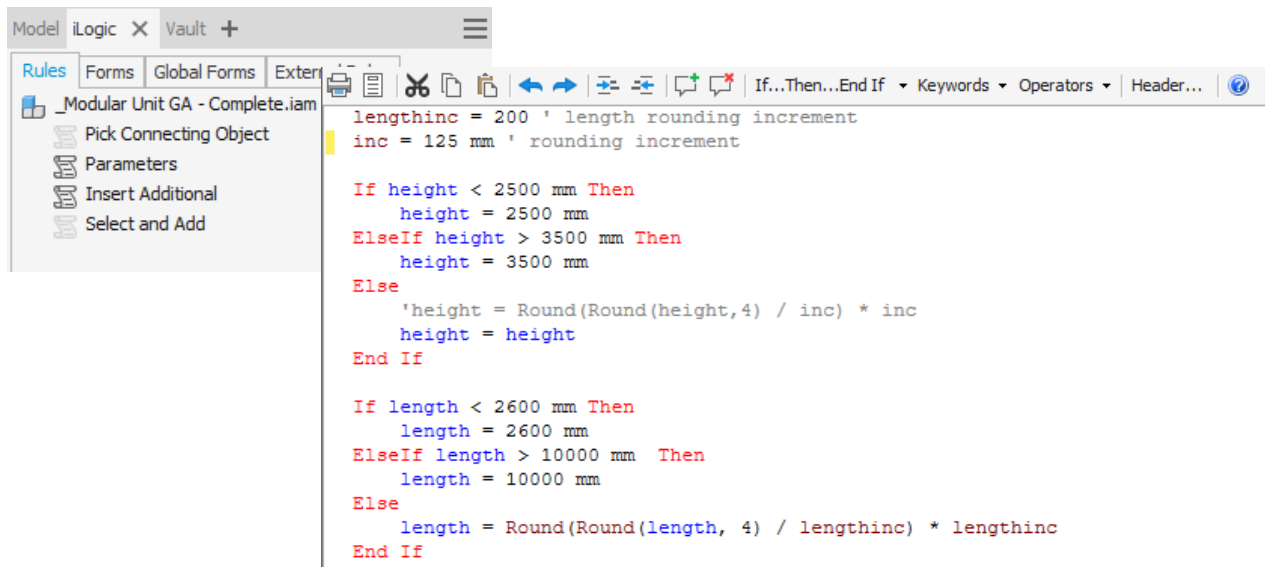 Model iLogic Vault
Rules Forms Global Forms
_Modular Unit GA - Complete.iam
Pick Connecting Object
Parameters
Insert Additional
Select and Add
If...Then...End If Keywords Operators Header...
lengthinc = 200 ' length rounding increment
inc = 125 mm ' rounding increment
If height < 2500 mm Then
height = 2500 mm
ElseIf height > 3500 mm Then
height = 3500 mm
Else
'height = Round(Round(height,4) / inc) * inc
height = height
End If
If length < 2600 mm Then
length = 2600 mm
ElseIf length > 10000 mm  Then
length = 10000 mm
Else
length = Round(Round(length, 4) / lengthinc) * lengthinc
End If